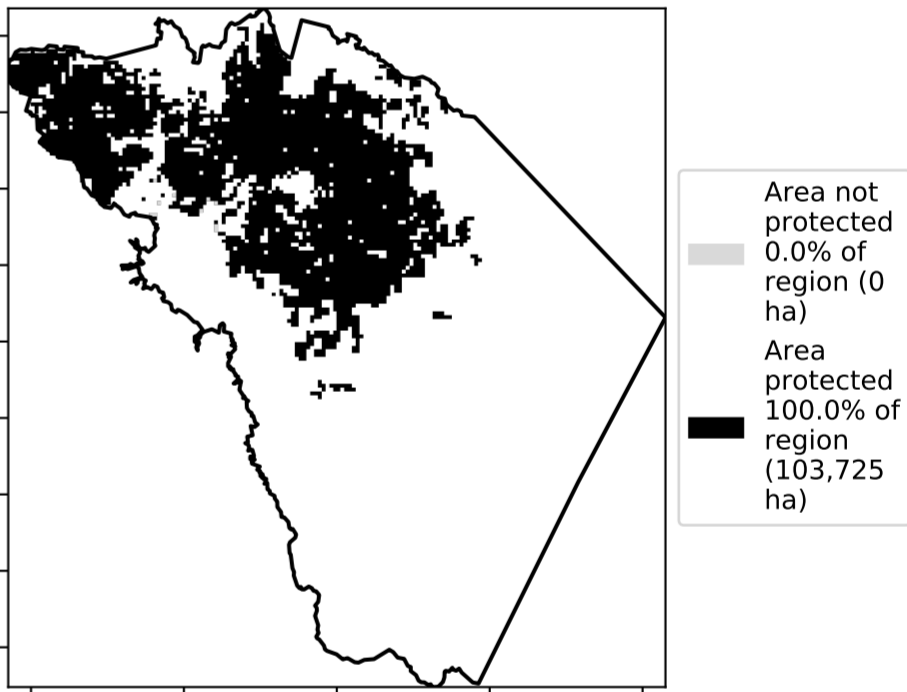 Area not
protected
0.0% of
region (0
ha)
Area
protected
100.0% of
region
(103,725
ha)